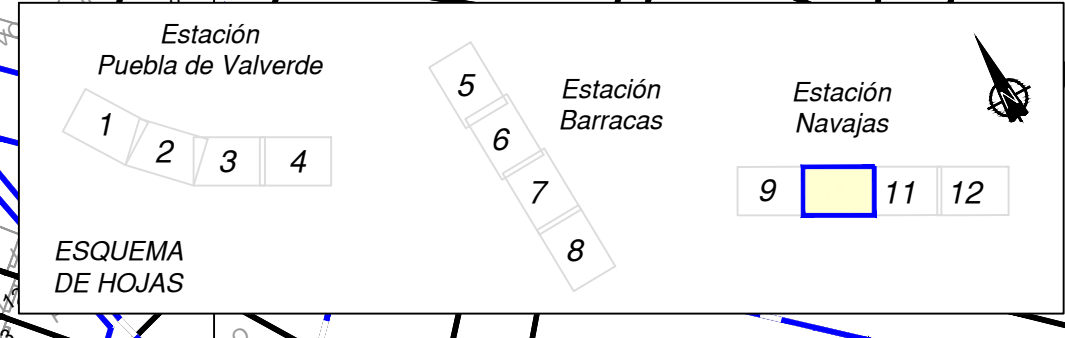 Estación
Puebla de Valverde
1
2
3
4
5
6
7
8
Estación
Barracas
Estación
Navajas
9
11
12
N
ESQUEMA
DE HOJAS